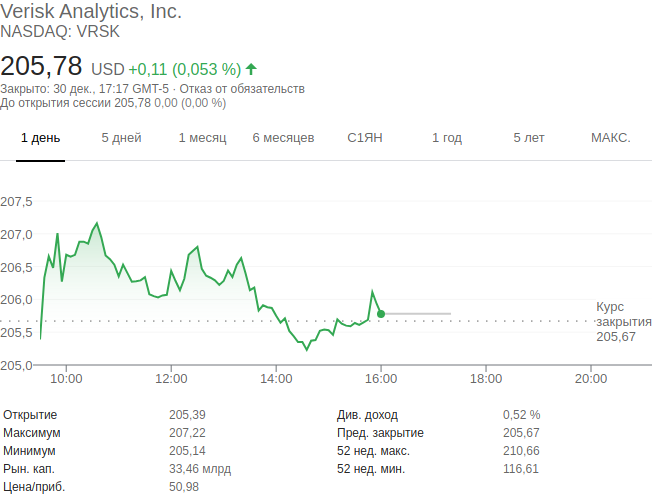 Verisk Analytics, Inc.
NASDAQ: VRSK
205,78 USD +0,11 (0,053 %)
Закрыто: 30 дек., 17:17 GMT-5 · Отказ от обязательств
До открытия сессии 205,78 0,00 (0,00 %)
1 день 5 дней 1 месяц 6 месяцев С1ЯН 1 год 5 лет МАКС.
207,5
207,0
206,5
206,0
205,5
205,0
Курс
закрытия
205,67
10:00 12:00 14:00 16:00 18:00 20:00
Открытие 205,39 Див. доход 0,52 %
Максимум 207,22 Пред. закрытие 205,67
Минимум 205,14 52 нед. макс. 210,66
Рын. кап. 33,46 млрд 52 нед. мин. 116,61
Цена/приб. 50,98